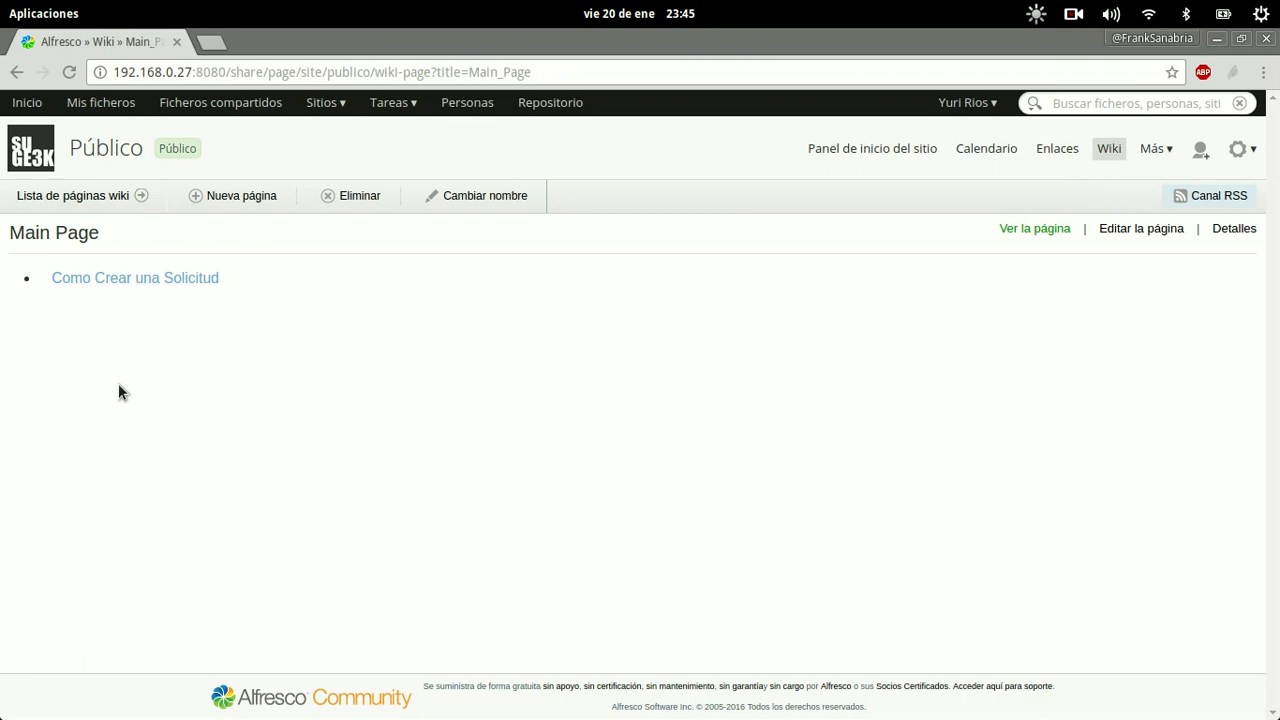 Aplicaciones vie 20 de ene 23:45
Alfresco » Wiki » Main_P @FrankSanabria
192.168.0.27:8080/share/page/site/publico/wiki-page?title=Main_Page ABP
Inicio Mis ficheros Ficheros compartidos Sitios ▾ Tareas ▾ Personas Repositorio Yuri Rios ▾ Buscar ficheros, personas, siti
SU GE3K Público Público Panel de inicio del sitio Calendario Enlaces Wiki Más ▾
Lista de páginas wiki Nueva página Eliminar Cambiar nombre Canal RSS
Main Page Ver la página | Editar la página | Detalles
• Como Crear una Solicitud
Alfresco Community Se suministra de forma gratuita sin apoyo, sin certificación, sin mantenimiento, sin garantíay sin cargo por Alfresco o sus Socios Certificados. Acceder aquí para soporte.
Alfresco Software Inc. © 2005-2016 Todos los derechos reservados.